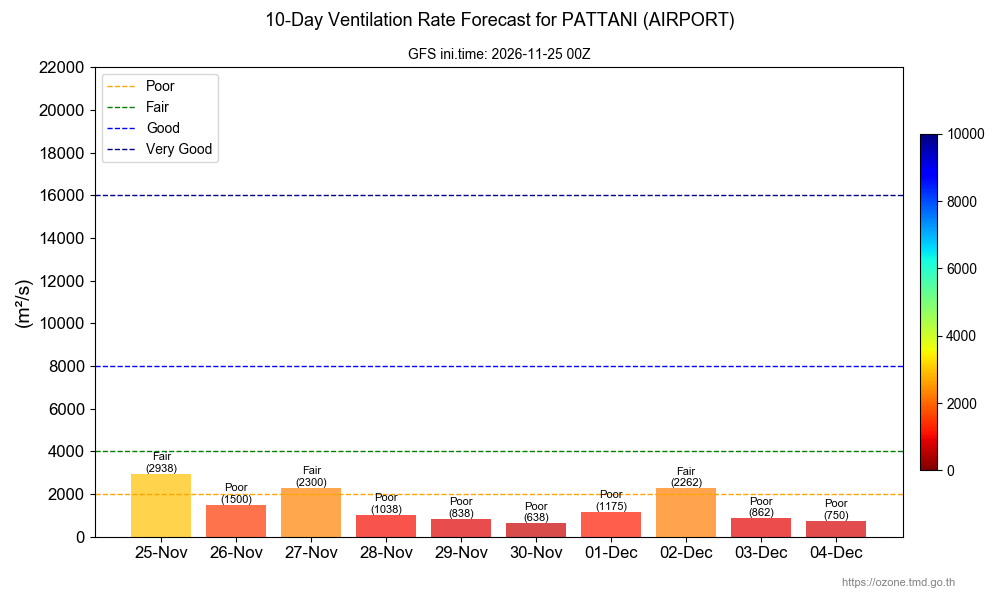 10-Day Ventilation Rate Forecast for PATTANI (AIRPORT)
GFS ini.time: 2026-11-25 00Z
(m²/s)
22000
20000
18000
16000
14000
12000
10000
8000
6000
4000
2000
0
Poor
Fair
Good
Very Good
Fair
(2938)
Poor
(1500)
Fair
(2300)
Poor
(1038)
Poor
(838)
Poor
(638)
Poor
(1175)
Fair
(2262)
Poor
(862)
Poor
(750)
25-Nov 26-Nov 27-Nov 28-Nov 29-Nov 30-Nov 01-Dec 02-Dec 03-Dec 04-Dec
10000
8000
6000
4000
2000
0
https://ozone.tmd.go.th